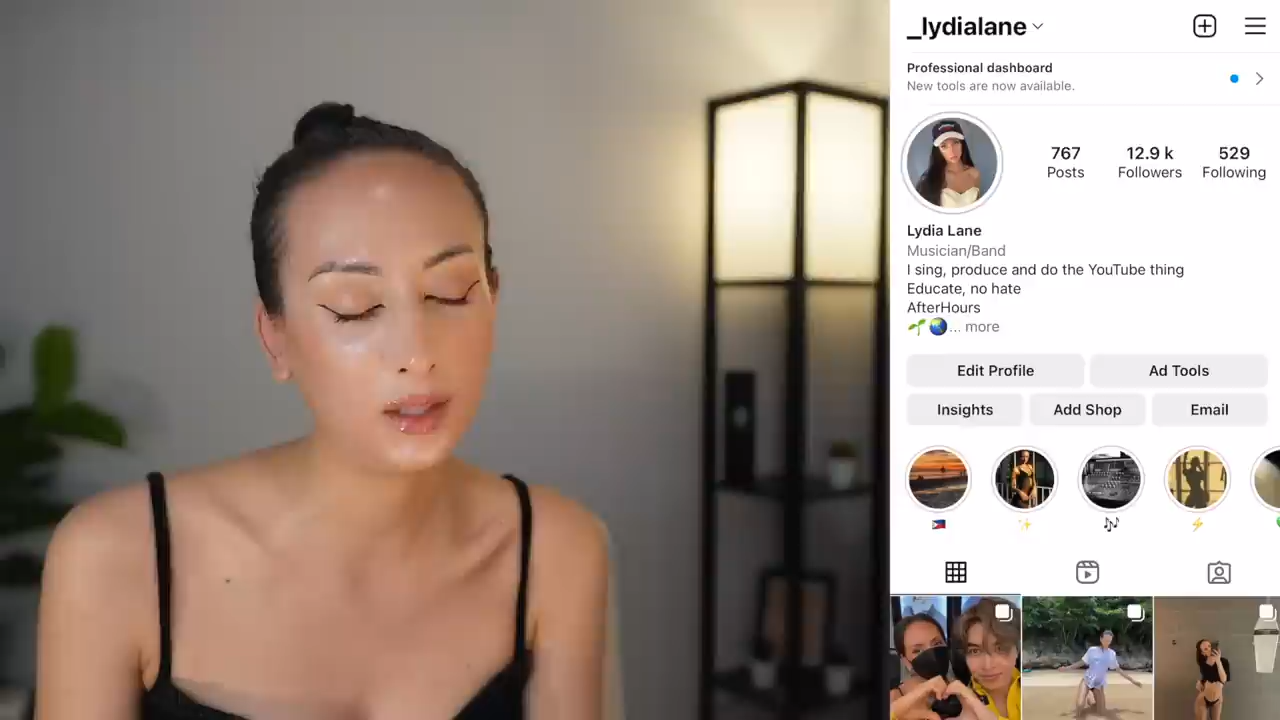 _lydialane
Professional dashboard
New tools are now available.
767
Posts
12.9 k
Followers
529
Following
Lydia Lane
Musician/Band
I sing, produce and do the YouTube thing
Educate, no hate
AfterHours
🌱🌏... more
Edit Profile
Ad Tools
Insights
Add Shop
Email
🇵🇭
✨
🎶
⚡